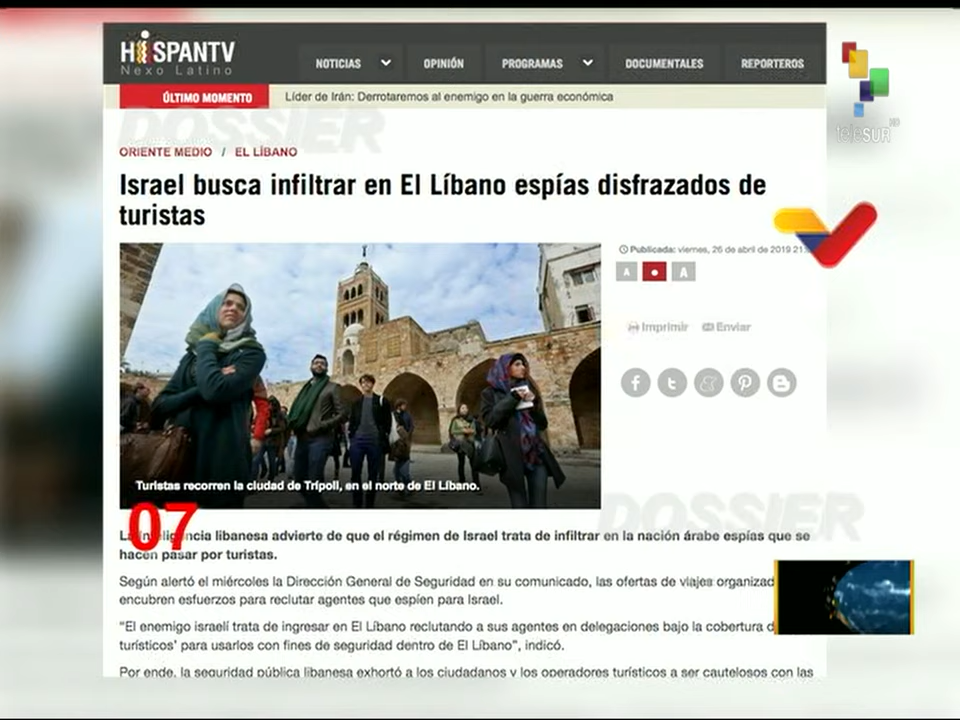 HISPANTV
Nexo Latino
NOTICIAS OPINIÓN PROGRAMAS DOCUMENTALES REPORTEROS
teleSUR HD
ÚLTIMO MOMENTO Líder de Irán: Derrotaremos al enemigo en la guerra económica
DOSSIER
ORIENTE MEDIO / EL LÍBANO
Israel busca infiltrar en El Líbano espías disfrazados de
turistas
Publicada: viernes, 26 de abril de 2019 21
A A
Imprimir Enviar
Turistas recorren la ciudad de Trípoli, en el norte de El Líbano.
07
DOSSIER
La inteligencia libanesa advierte de que el régimen de Israel trata de infiltrar en la nación árabe espías que se
hacen pasar por turistas.
Según alertó el miércoles la Dirección General de Seguridad en su comunicado, las ofertas de viajes organizad
encubren esfuerzos para reclutar agentes que espíen para Israel.
"El enemigo israelí trata de ingresar en El Líbano reclutando a sus agentes en delegaciones bajo la cobertura d
turísticos' para usarlos con fines de seguridad dentro de El Líbano", indicó.
Por ende, la seguridad pública libanesa exhortó a los ciudadanos y los operadores turísticos a ser cautelosos con las